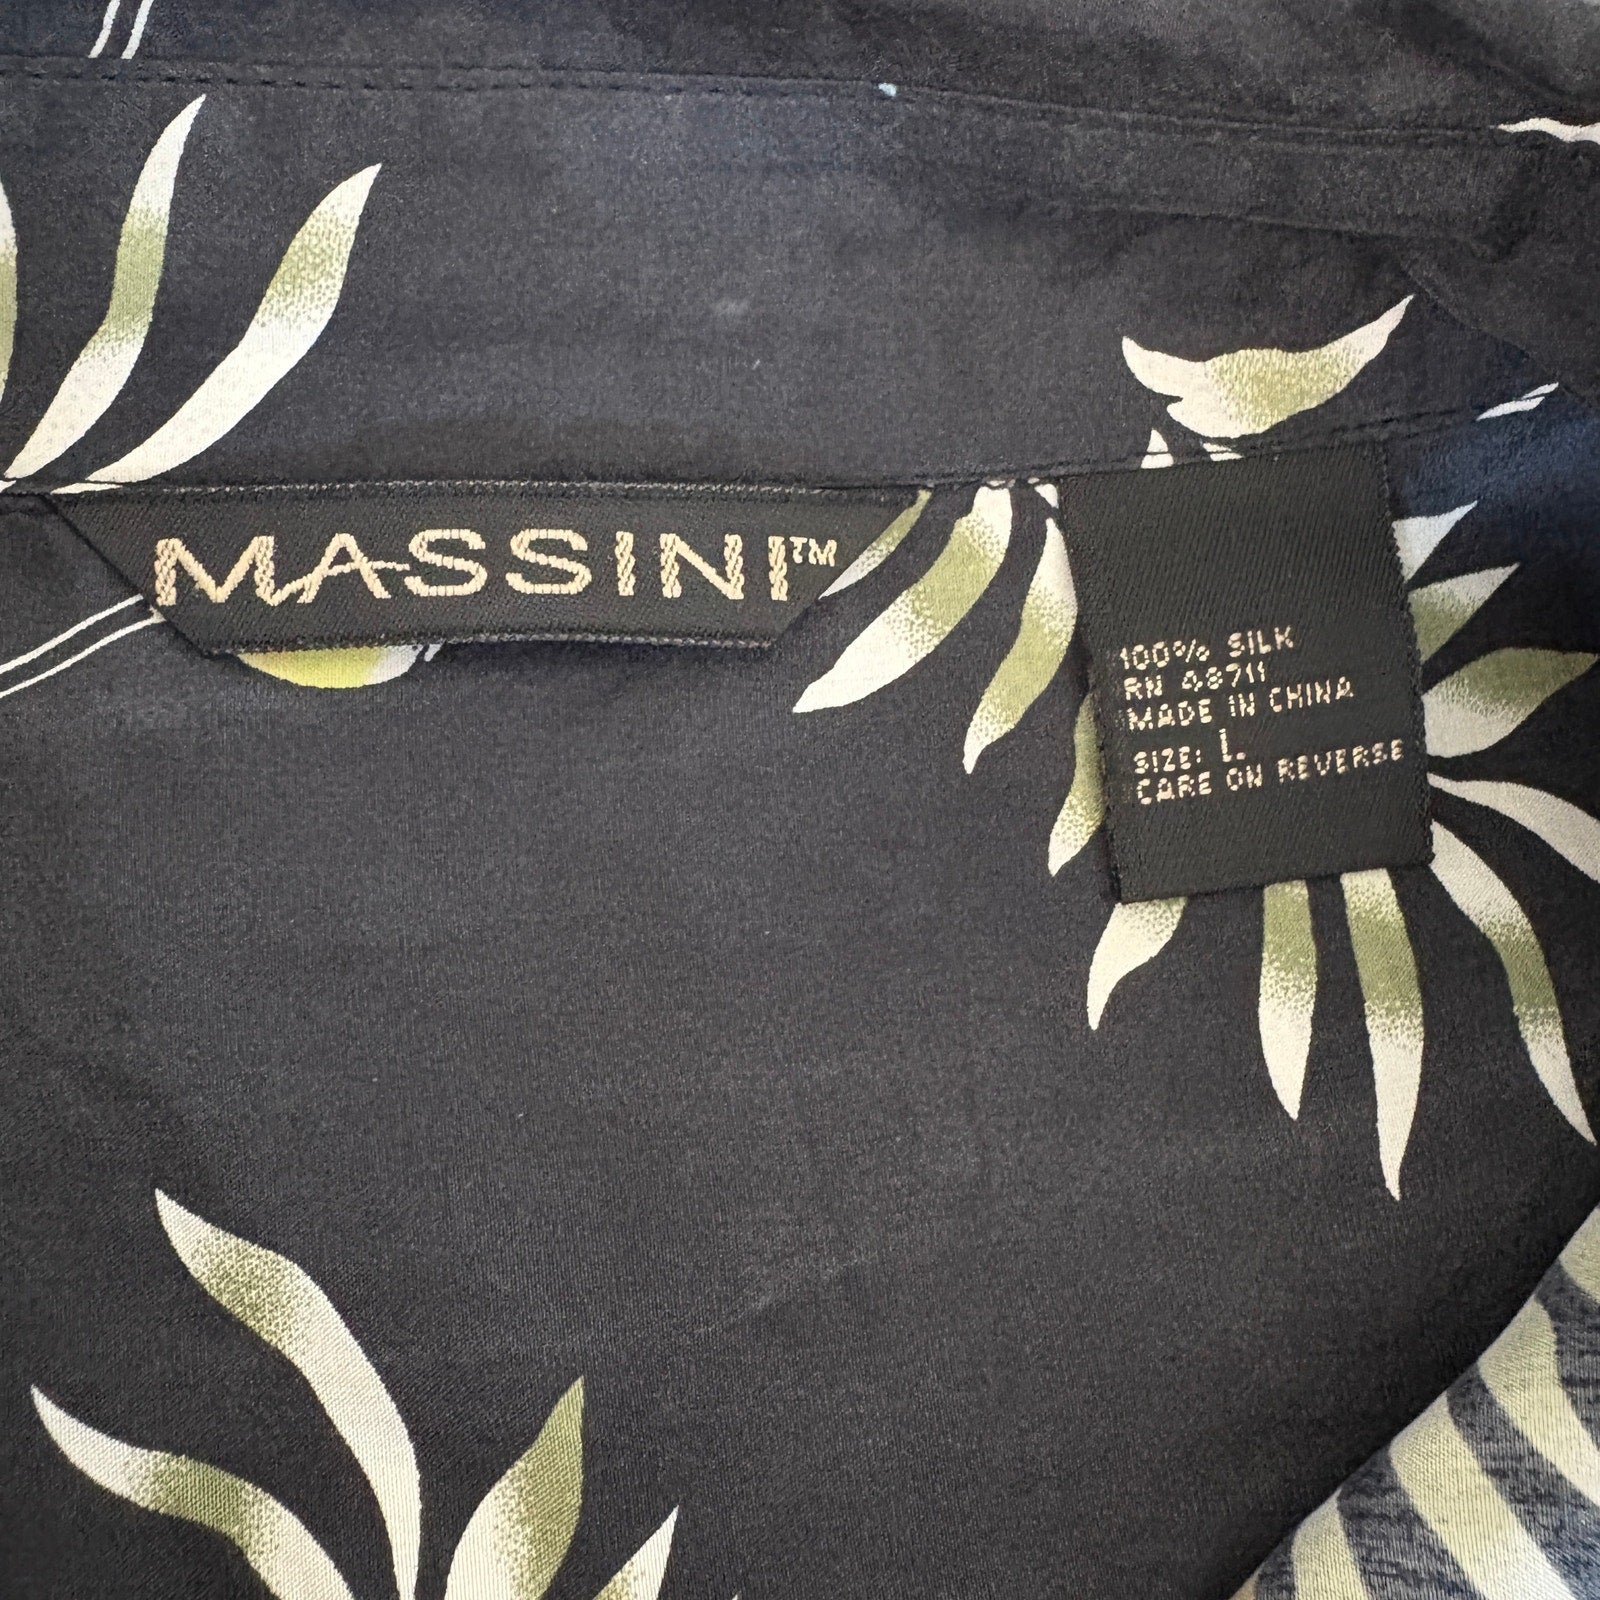 MASSINI™
100% SILK
RN 48711
MADE IN CHINA
SIZE: L
CARE ON REVERSE